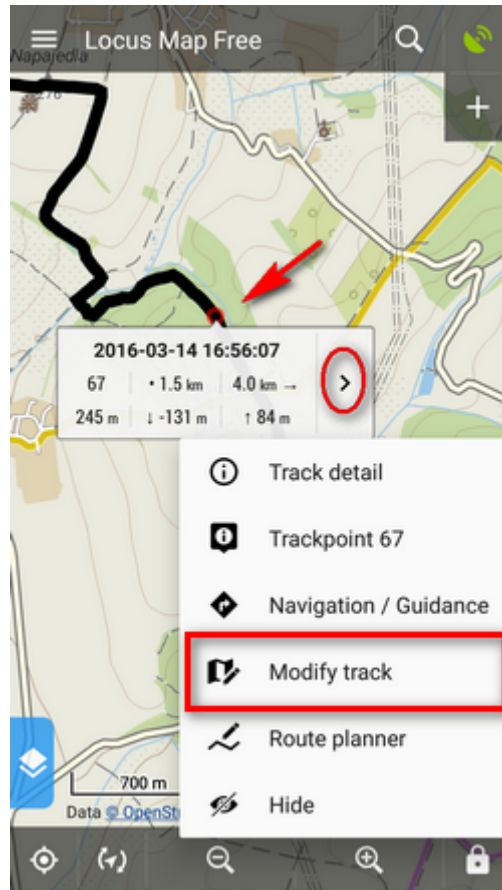 Locus Map Free
Napajedla
276
2016-03-14 16:56:07
67 • 1.5 km 4.0 km →
245 m ↓ -131 m ↑ 84 m
Track detail
Trackpoint 67
Navigation / Guidance
Modify track
Route planner
Hide
700 m
Data © OpenSt